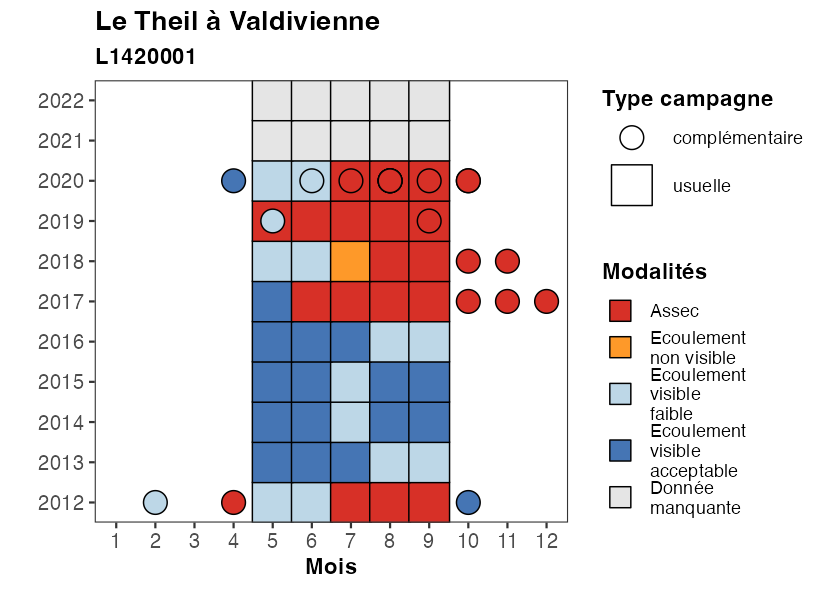 Le Theil à Valdivienne
L1420001
2022
2021
2020
2019
2018
2017
2016
2015
2014
2013
2012
1 2 3 4 5 6 7 8 9 10 11 12
Mois
Type campagne
complémentaire
usuelle
Modalités
Assec
Ecoulement
non visible
Ecoulement
visible
faible
Ecoulement
visible
acceptable
Donnée
manquante